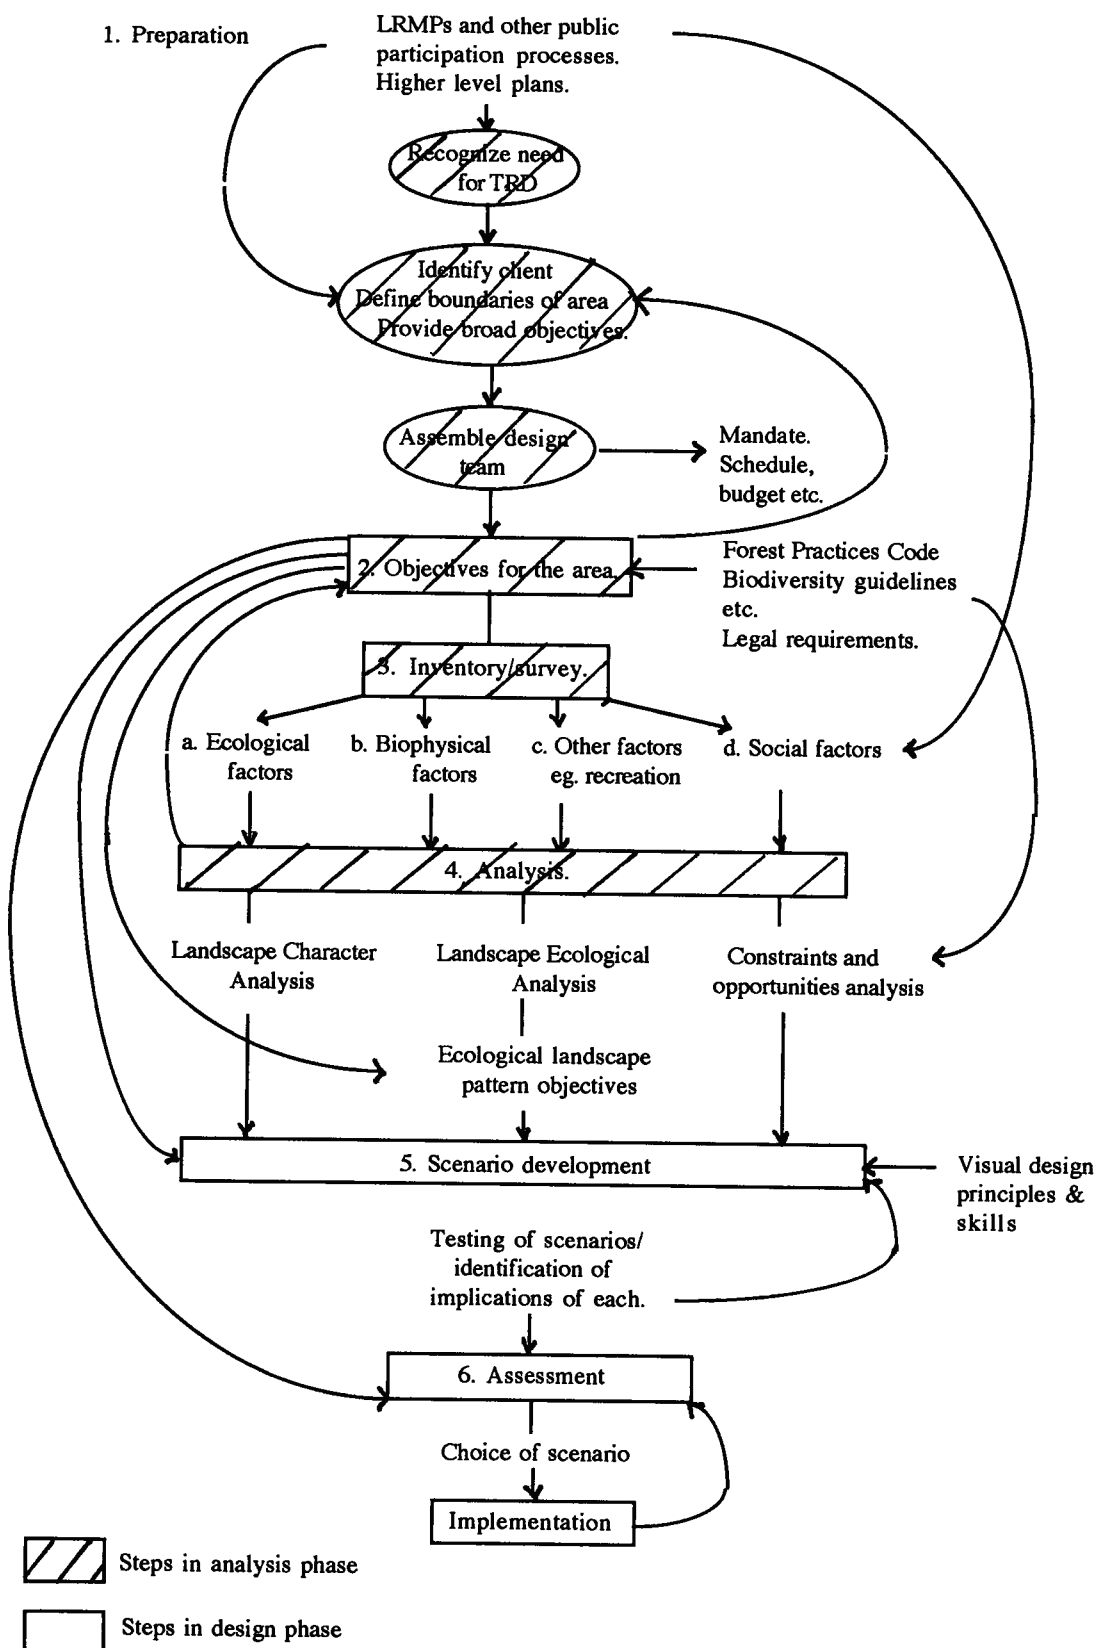 1. Preparation
LRMPs and other public
participation processes.
Higher level plans.
Recognize need
for TRD
Identify client
Define boundaries of area
Provide broad objectives.
Assemble design
team
Mandate.
Schedule,
budget etc.
2. Objectives for the area.
Forest Practices Code
Biodiversity guidelines
etc.
Legal requirements.
3. Inventory/survey.
a. Ecological
factors
b. Biophysical
factors
c. Other factors
eg. recreation
d. Social factors
4. Analysis.
Landscape Character
Analysis
Landscape Ecological
Analysis
Constraints and
opportunities analysis
Ecological landscape
pattern objectives
5. Scenario development
Visual design
principles &
skills
Testing of scenarios/
identification of
implications of each.
6. Assessment
Choice of scenario
Implementation
Steps in analysis phase
Steps in design phase